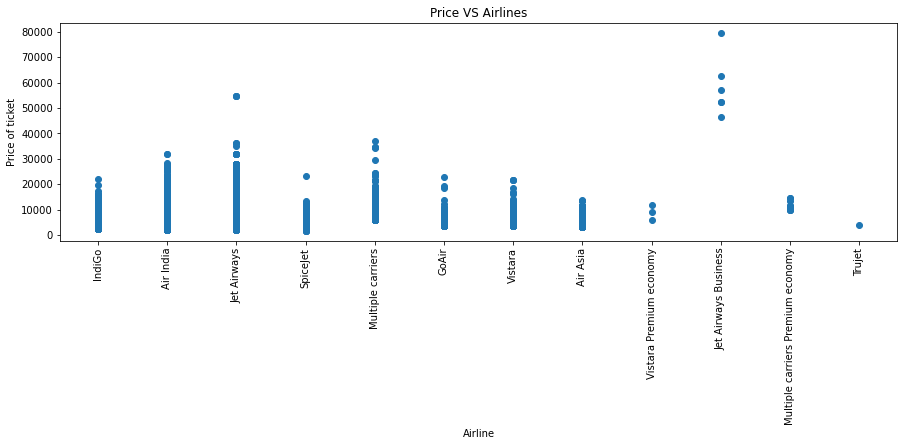 Price VS Airlines
Price of ticket
80000
70000
60000
50000
40000
30000
20000
10000
0
IndiGo
Air India
Jet Airways
SpiceJet
Multiple carriers
GoAir
Vistara
Air Asia
Vistara Premium economy
Jet Airways Business
Multiple carriers Premium economy
Trujet
Airline